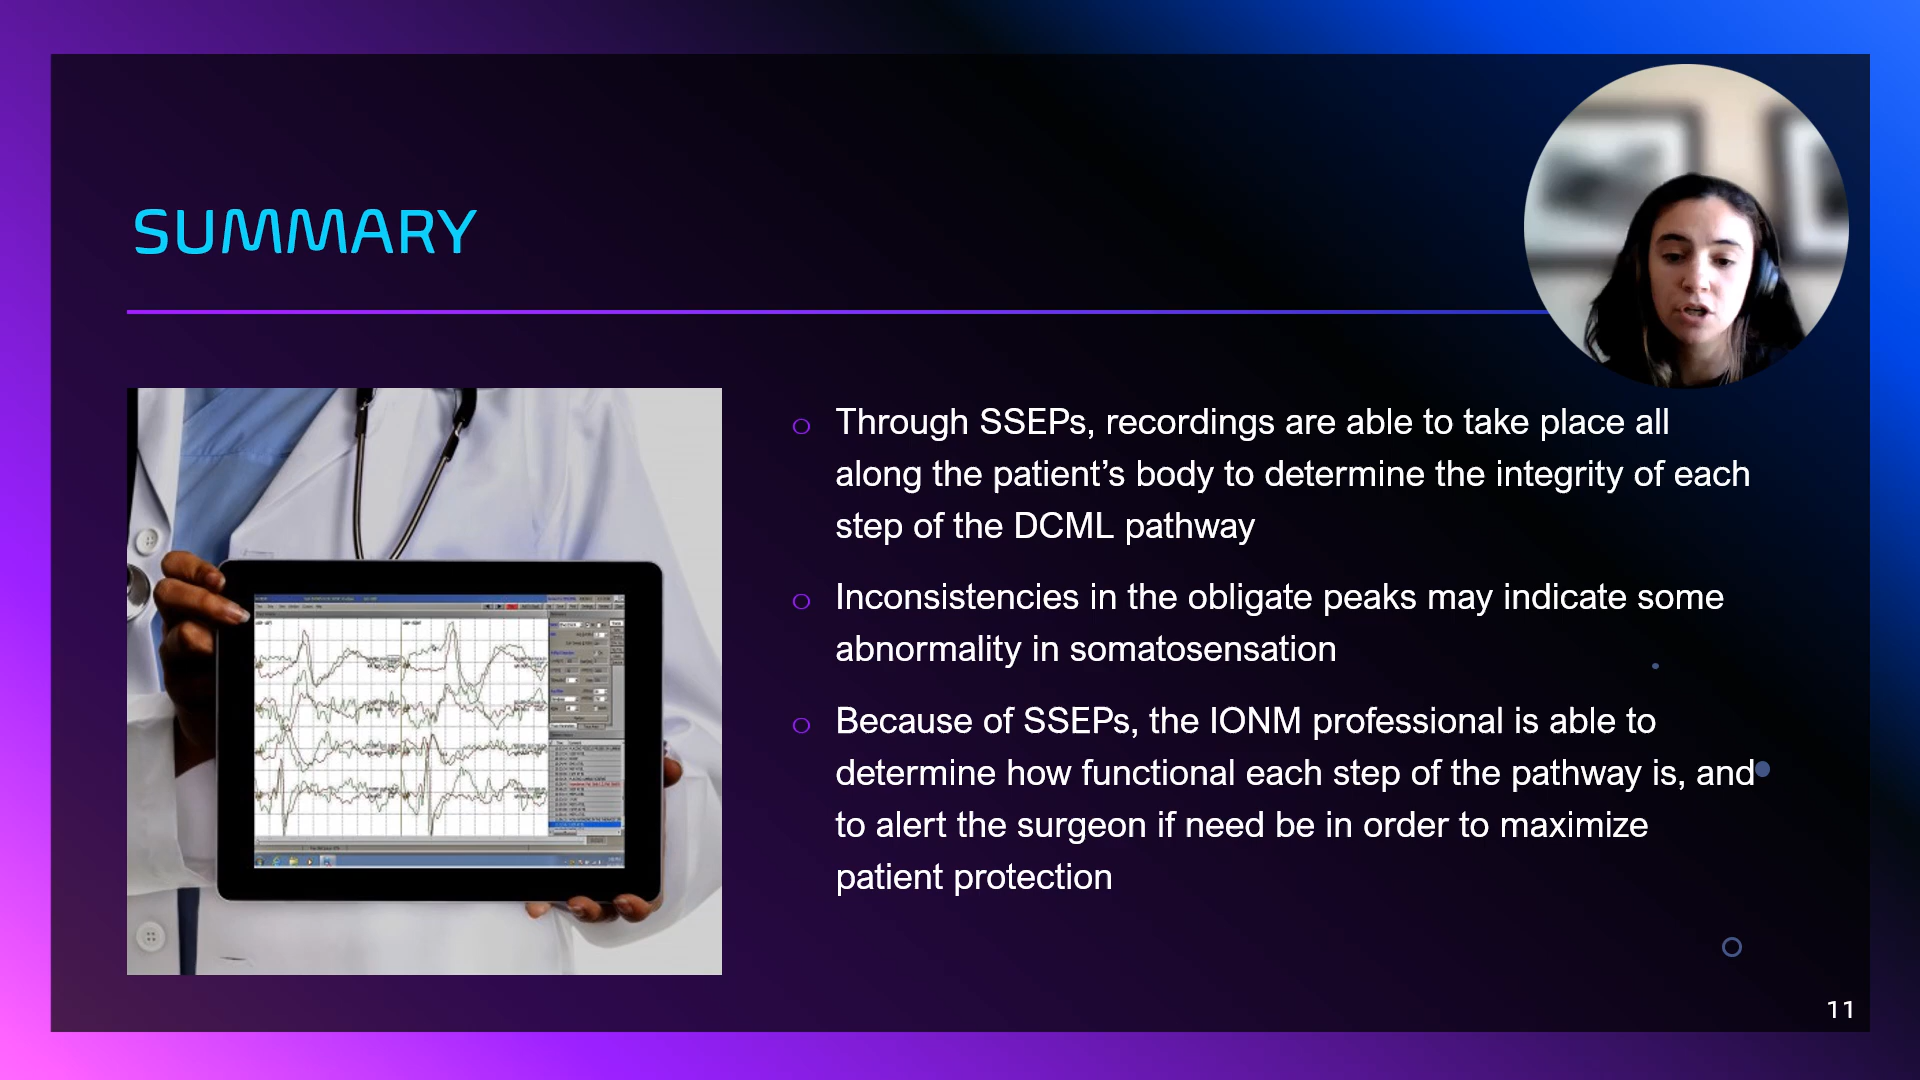 SUMMARY
Through SSEPs, recordings are able to take place all
along the patient’s body to determine the integrity of each
step of the DCML pathway
Inconsistencies in the obligate peaks may indicate some
abnormality in somatosensation
Because of SSEPs, the IONM professional is able to
determine how functional each step of the pathway is, and
to alert the surgeon if need be in order to maximize
patient protection
11